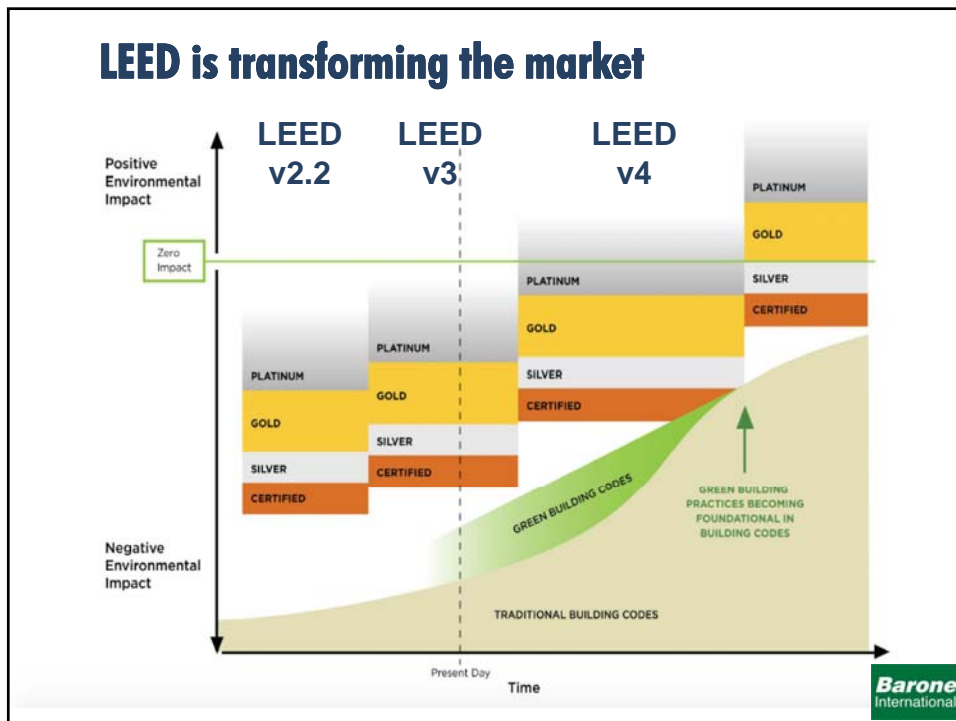 LEED is transforming the market
LEED
v2.2
LEED
v3
LEED
v4
Positive
Environmental
Impact
Zero
Impact
Negative
Environmental
Impact
PLATINUM
GOLD
SILVER
CERTIFIED
PLATINUM
GOLD
SILVER
CERTIFIED
PLATINUM
GOLD
SILVER
CERTIFIED
PLATINUM
GOLD
SILVER
CERTIFIED
GREEN BUILDING CODES
GREEN BUILDING
PRACTICES BECOMING
FOUNDATIONAL IN
BUILDING CODES
TRADITIONAL BUILDING CODES
Present Day
Time
Barone
International